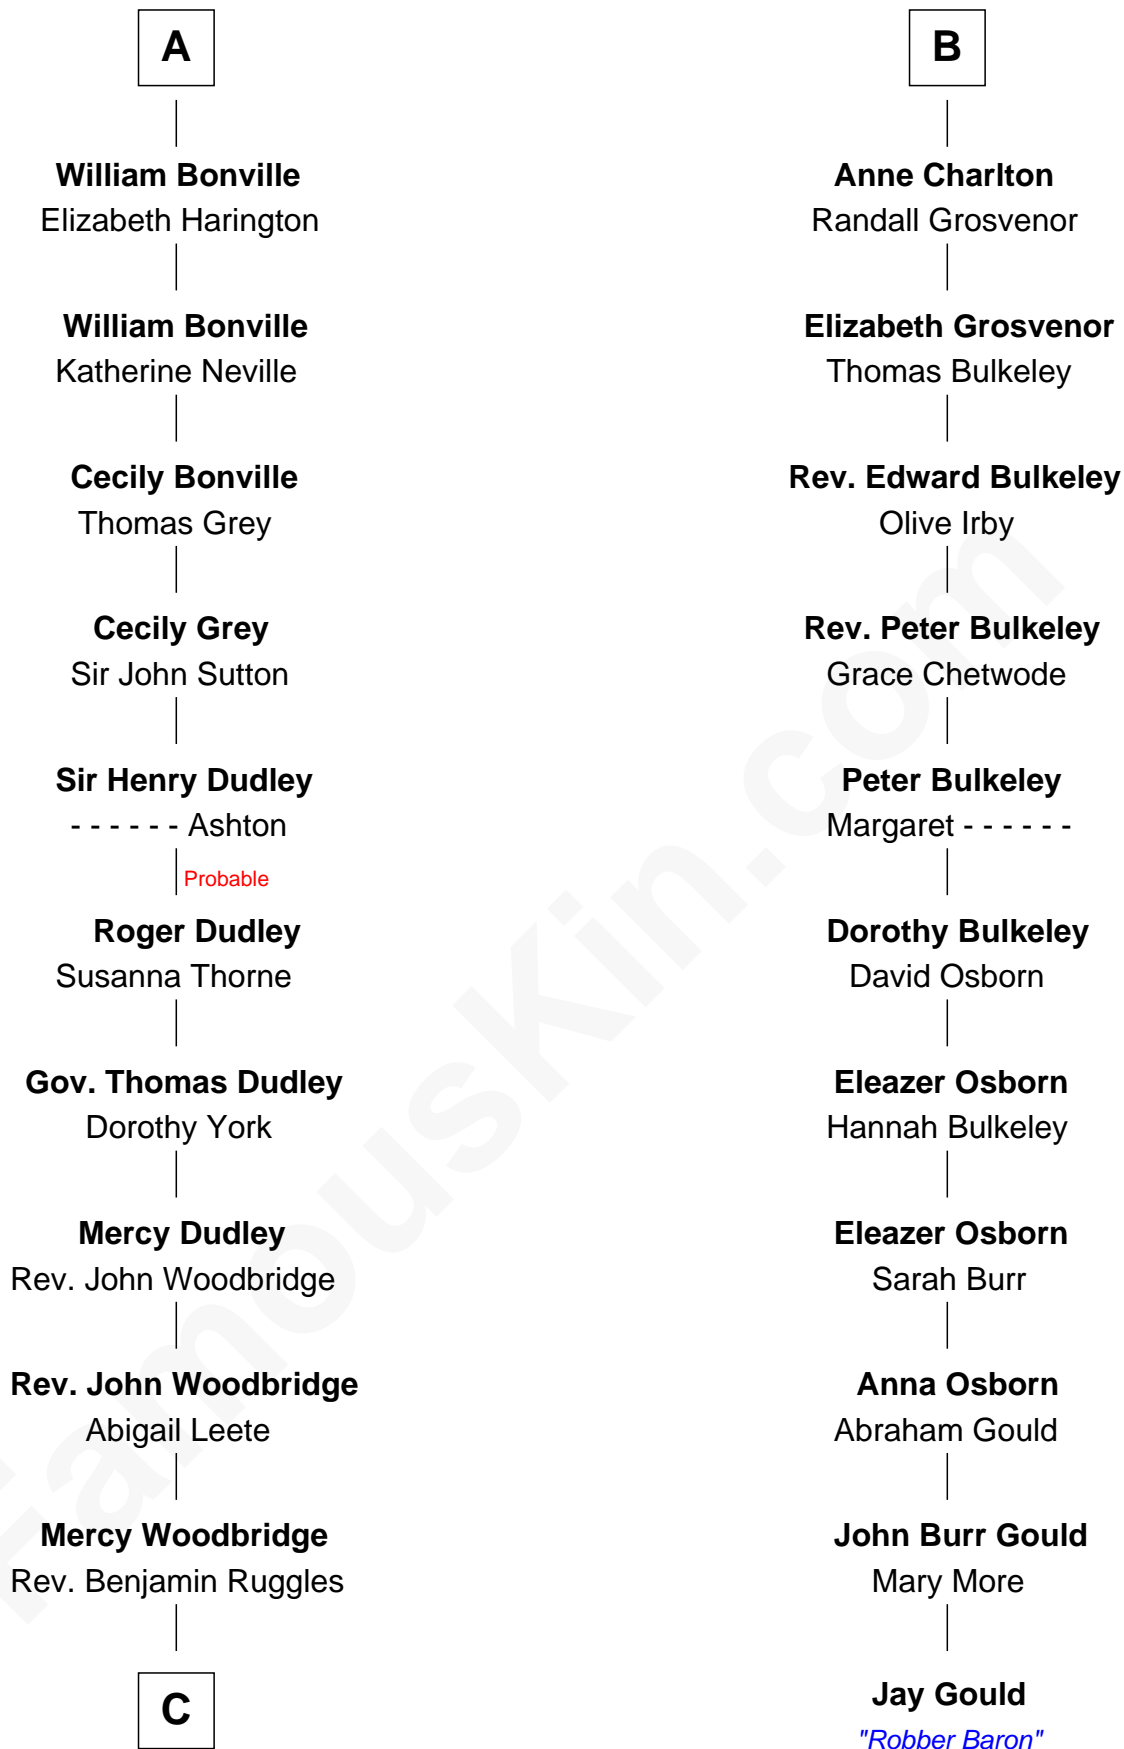 A
William Bonville
Elizabeth Harington
William Bonville
Katherine Neville
Cecily Bonville
Thomas Grey
Cecily Grey
Sir John Sutton
Sir Henry Dudley
- - - - - - Ashton
Probable
Roger Dudley
Susanna Thorne
Gov. Thomas Dudley
Dorothy York
Mercy Dudley
Rev. John Woodbridge
Rev. John Woodbridge
Abigail Leete
Mercy Woodbridge
Rev. Benjamin Ruggles
C
B
Anne Charlton
Randall Grosvenor
Elizabeth Grosvenor
Thomas Bulkeley
Rev. Edward Bulkeley
Olive Irby
Rev. Peter Bulkeley
Grace Chetwode
Peter Bulkeley
Margaret - - - - - -
Dorothy Bulkeley
David Osborn
Eleazer Osborn
Hannah Bulkeley
Eleazer Osborn
Sarah Burr
Anna Osborn
Abraham Gould
John Burr Gould
Mary More
Jay Gould
"Robber Baron"
FamousKin.com